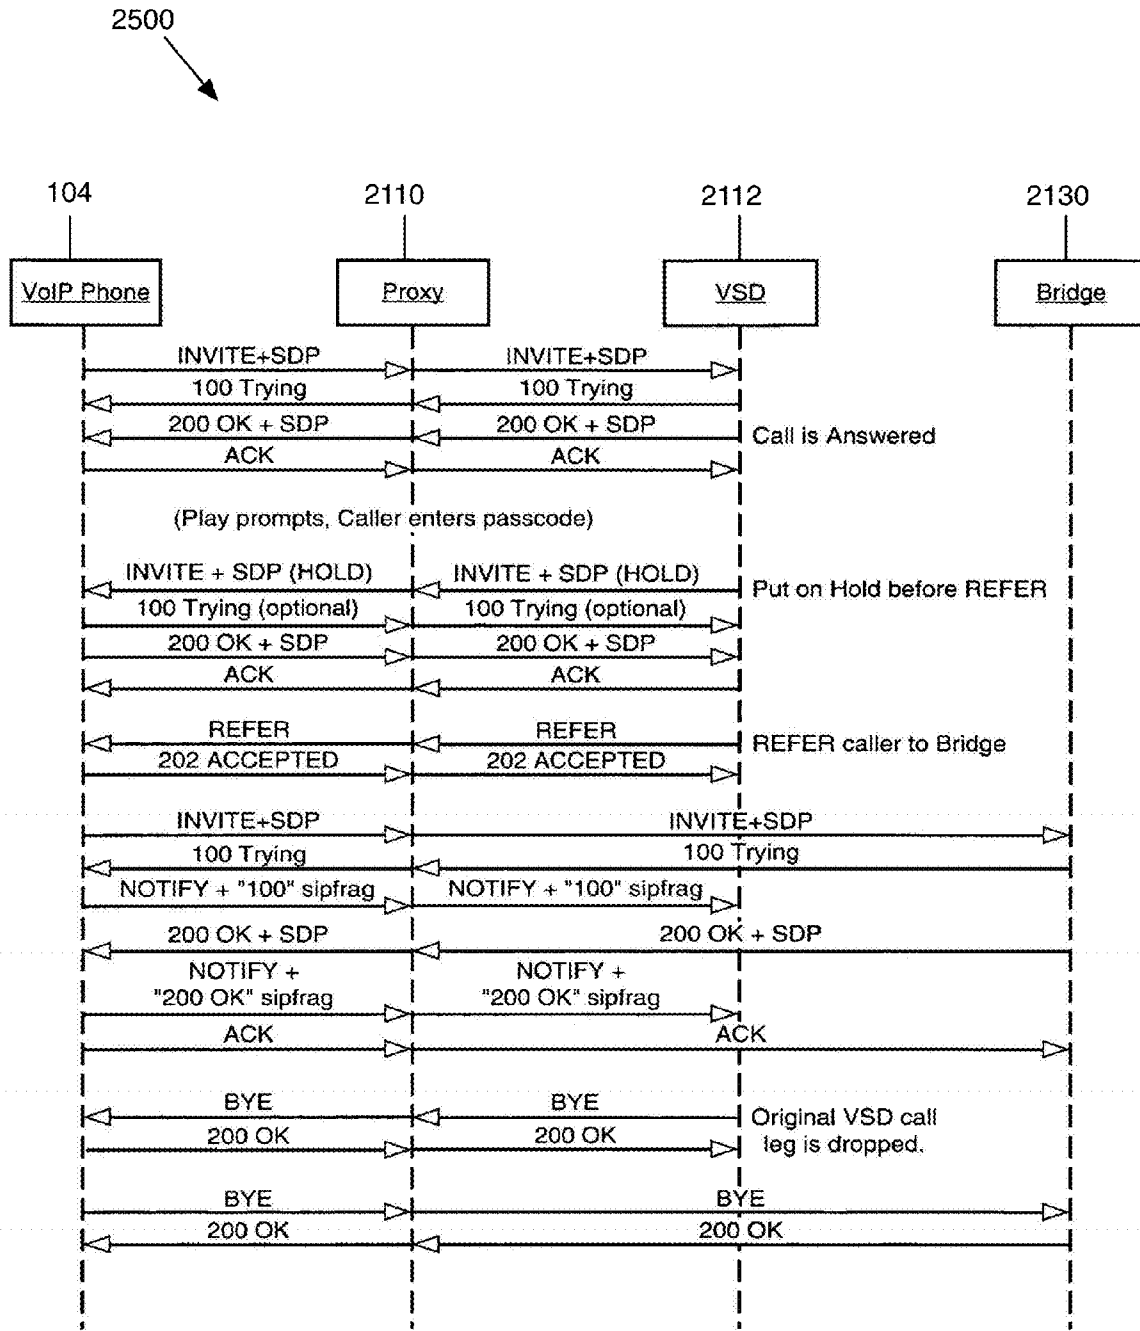 2500
104 2110 2112 2130
VoIP Phone Proxy VSD Bridge
INVITE+SDP INVITE+SDP
100 Trying 100 Trying
200 OK + SDP 200 OK + SDP Call is Answered
ACK ACK
(Play prompts, Caller enters passcode)
INVITE + SDP (HOLD) INVITE + SDP (HOLD) Put on Hold before REFER
100 Trying (optional) 100 Trying (optional)
200 OK + SDP 200 OK + SDP
ACK ACK
REFER REFER REFER caller to Bridge
202 ACCEPTED 202 ACCEPTED
INVITE+SDP INVITE+SDP
100 Trying 100 Trying
NOTIFY + "100" sipfrag NOTIFY + "100" sipfrag
200 OK + SDP 200 OK + SDP
NOTIFY + NOTIFY +
"200 OK" sipfrag "200 OK" sipfrag
ACK ACK
BYE BYE Original VSD call
200 OK 200 OK leg is dropped.
BYE BYE
200 OK 200 OK